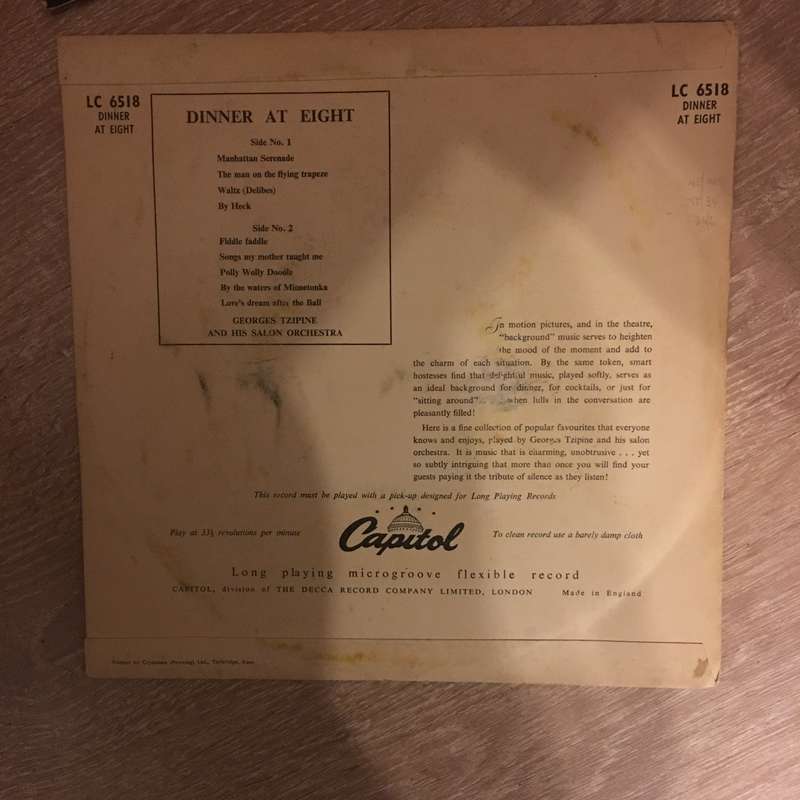 LC 6518
DINNER
AT EIGHT
DINNER AT EIGHT
Side No. 1
Manhattan Serenade
The man on the flying trapeze
Waltz (Delibes)
By Heck
Side No. 2
Fiddle faddle
Songs my mother taught me
Polly Wolly Doodle
By the waters of Minnetonka
Love's dream after the Ball
GEORGES TZIPINE
AND HIS SALON ORCHESTRA
LC 6518
DINNER
AT EIGHT
In motion pictures, and in the theatre,
"background" music serves to heighten
the mood of the moment and add to
the charm of each situation. By the same token, smart
hostesses find that delightful music, played softly, serves as
an ideal background for dinner, for cocktails, or just for
"sitting around" . . . when lulls in the conversation are
pleasantly filled!
Here is a fine collection of popular favourites that everyone
knows and enjoys, played by Georges Tzipine and his salon
orchestra. It is music that is charming, unobtrusive . . . yet
so subtly intriguing that more than once you will find your
guests paying it the tribute of silence as they listen!
This record must be played with a pick-up designed for Long Playing Records
Play at 33⅓ revolutions per minute
Capitol
To clean record use a barely damp cloth
Long playing microgroove flexible record
CAPITOL, division of THE DECCA RECORD COMPANY LIMITED, LONDON Made in England
Ltd., Tonbridge, Kent